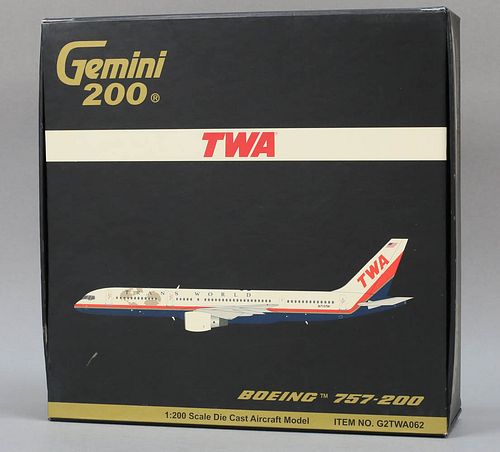 Gemini
200®
TWA
TWA
TRANS WORLD
BOEING™ 757-200
1:200 Scale Die Cast Aircraft Model
ITEM NO. G2TWA062